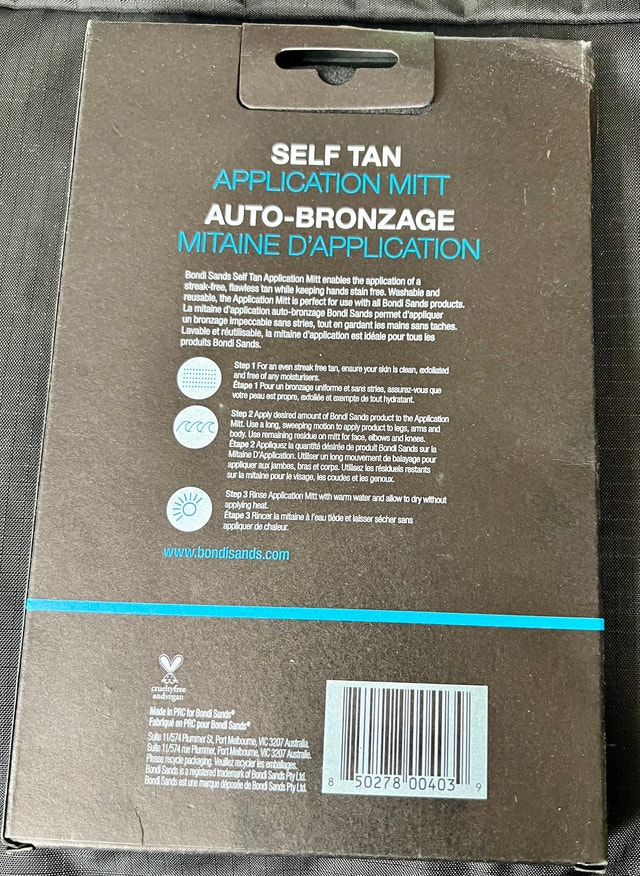 SELF TAN
APPLICATION MITT
AUTO-BRONZAGE
MITAINE D'APPLICATION
Bondi Sands Self Tan Application Mitt enables the application of a
streak-free, flawless tan while keeping hands stain free. Washable and
reusable, the Application Mitt is perfect for use with all Bondi Sands products.
La mitaine d'application auto-bronzage Bondi Sands permet d'appliquer
un bronzage impeccable sans stries, tout en gardant les mains sans taches.
Lavable et réutilisable, la mitaine d'application est idéale pour tous les
produits Bondi Sands.
Step 1 For an even streak free tan, ensure your skin is clean, exfoliated
and free of any moisturisers.
Étape 1 Pour un bronzage uniforme et sans stries, assurez-vous que
votre peau est propre, exfoliée et exempte de tout hydratant.
Step 2 Apply desired amount of Bondi Sands product to the Application
Mitt. Use a long, sweeping motion to apply product to legs, arms and
body. Use remaining residue on mitt for face, elbows and knees.
Étape 2 Appliquez la quantité désirée de produit Bondi Sands sur la
Mitaine D'Application. Utiliser un long mouvement de balayage pour
appliquer aux jambes, bras et corps. Utilisez les résiduels restants
sur la mitaine pour le visage, les coudes et les genoux.
Step 3 Rinse Application Mitt with warm water and allow to dry without
applying heat.
Étape 3 Rincer la mitaine à l'eau tiède et laisser sécher sans
appliquer de chaleur.
www.bondisands.com
crueltyfree
andvegan
Made in PRC for Bondi Sands®
Fabriqué en PRC pour Bondi Sands®
Suite 11/574 Plummer St, Port Melbourne, VIC 3207 Australia
Suite 11/574 rue Plummer, Port Melbourne, VIC 3207 Australie.
Please recycle packaging. Veuillez recycler les emballages.
Bondi Sands is a registered trademark of Bondi Sands Pty Ltd.
Bondi Sands est une marque déposée de Bondi Sands Pty Ltd.
8 50278 00403 9